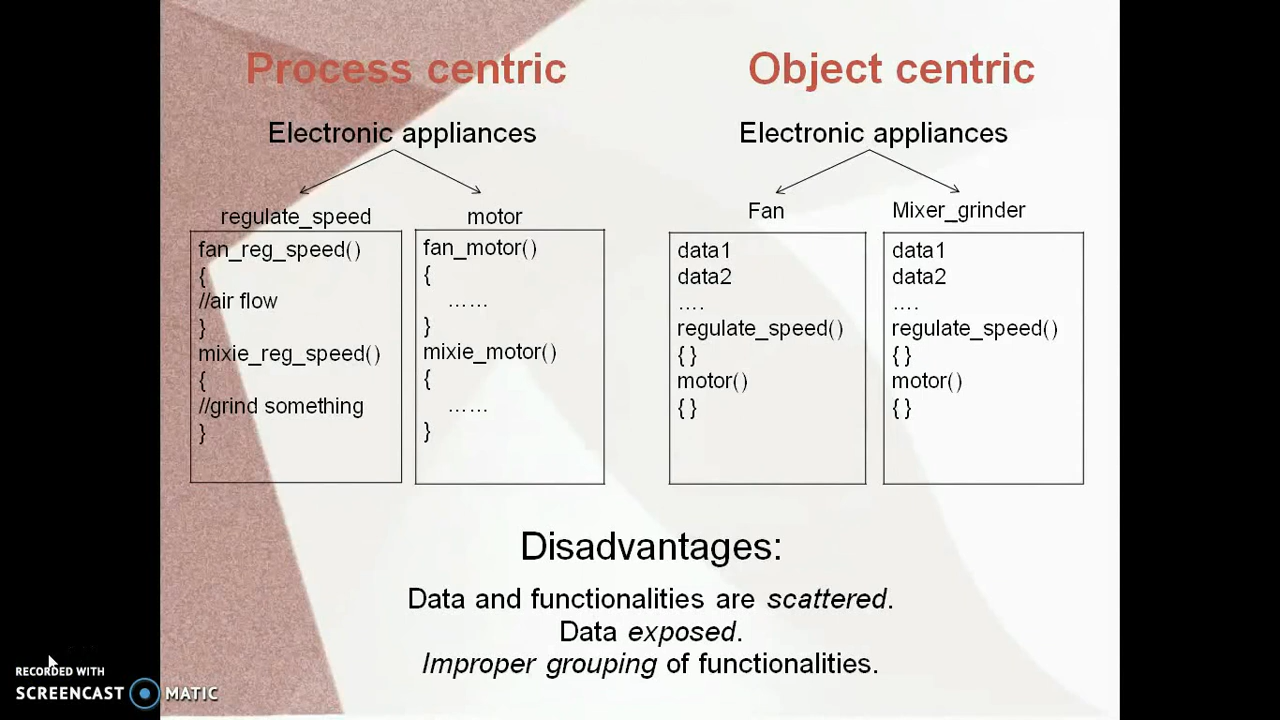 Process centric
Electronic appliances
regulate_speed
fan_reg_speed()
{
//air flow
}
mixie_reg_speed()
{
//grind something
}
motor
fan_motor()
{
……
}
mixie_motor()
{
……
}
Object centric
Electronic appliances
Fan
data1
data2
….
regulate_speed()
{}
motor()
{}
Mixer_grinder
data1
data2
….
regulate_speed()
{}
motor()
{}
Disadvantages:
Data and functionalities are scattered.
Data exposed.
Improper grouping of functionalities.
RECORDED WITH
SCREENCAST MATIC